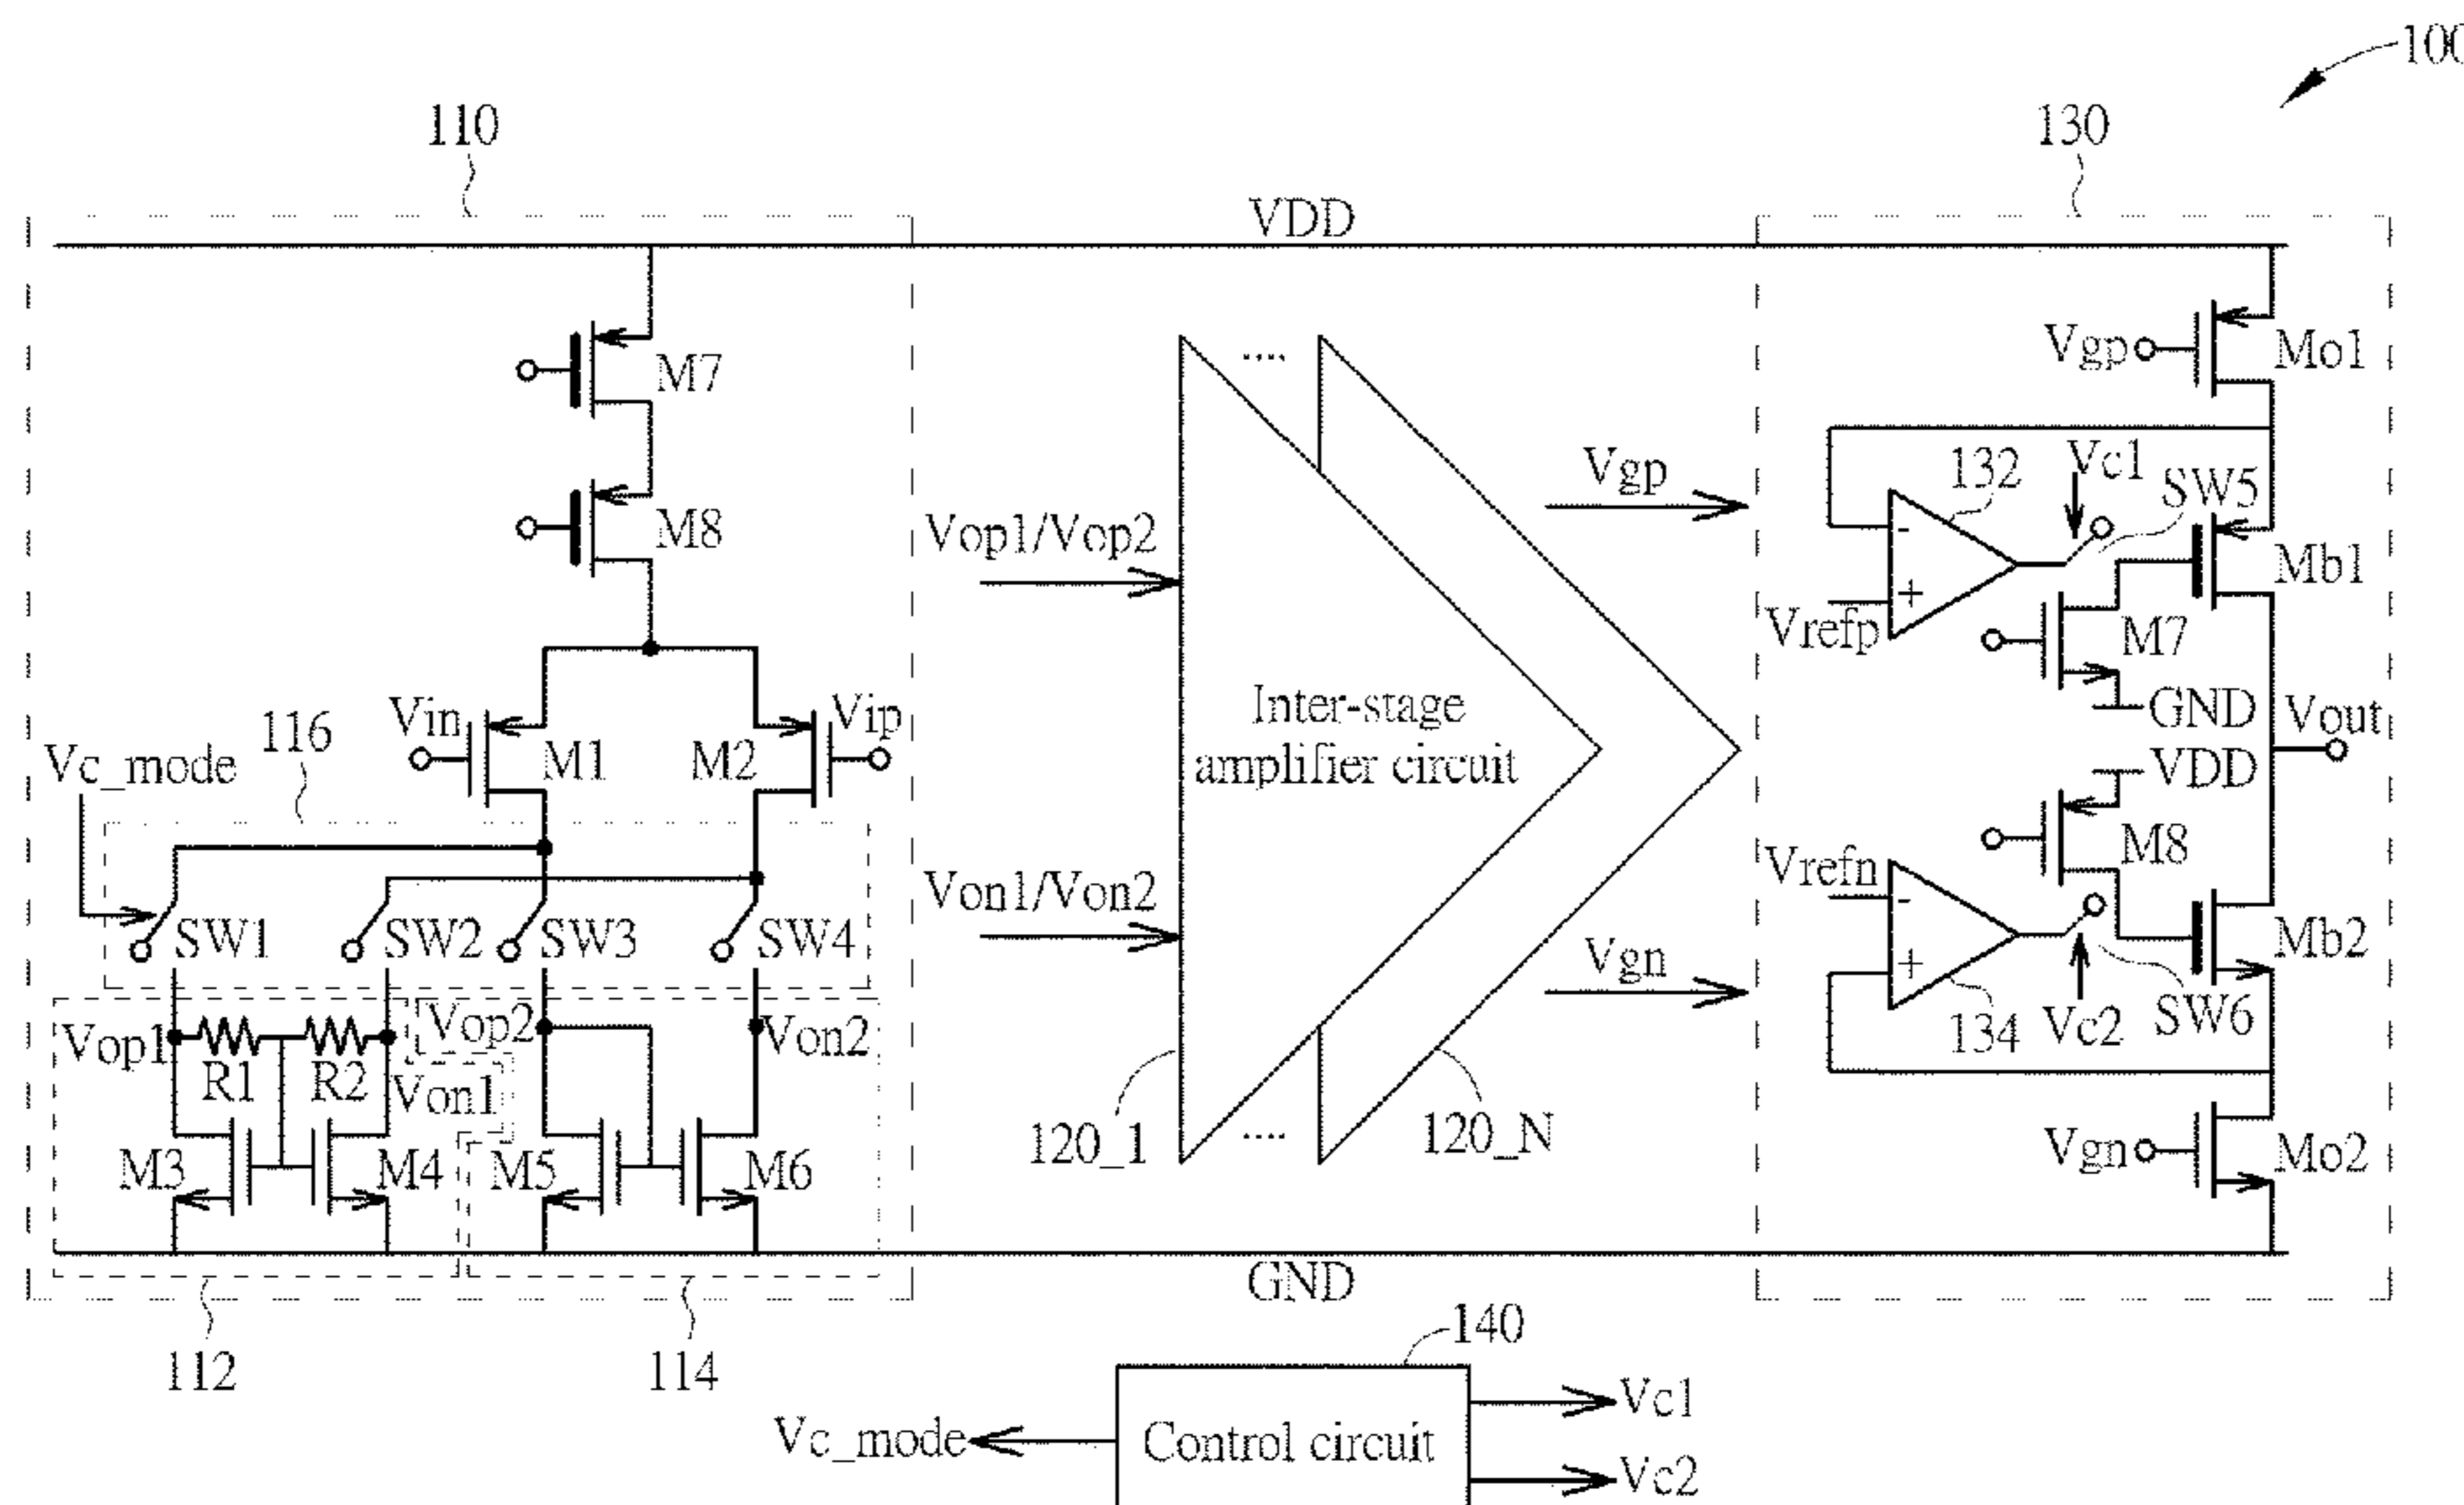 100
110
130
VDD
M7
Vgp
Mo1
M8
Vop1/Vop2
Vgp
132
Vc1
SW5
Mb1
Vrefp
M7
GND
Vin
M1
M2
Vip
116
Vc_mode
Inter-stage
amplifier circuit
Vout
VDD
M8
Vrefn
Von1/Von2
SW1
SW2
SW3
SW4
Vgn
Mb2
134
Vc2
SW6
Vop1
R1
R2
Von1
Vop2
Von2
M3
M4
M5
M6
120_1
120_N
Vgn
Mo2
GND
112
114
140
Vc_mode
Control circuit
Vc1
Vc2
-
+
-
+
....
....